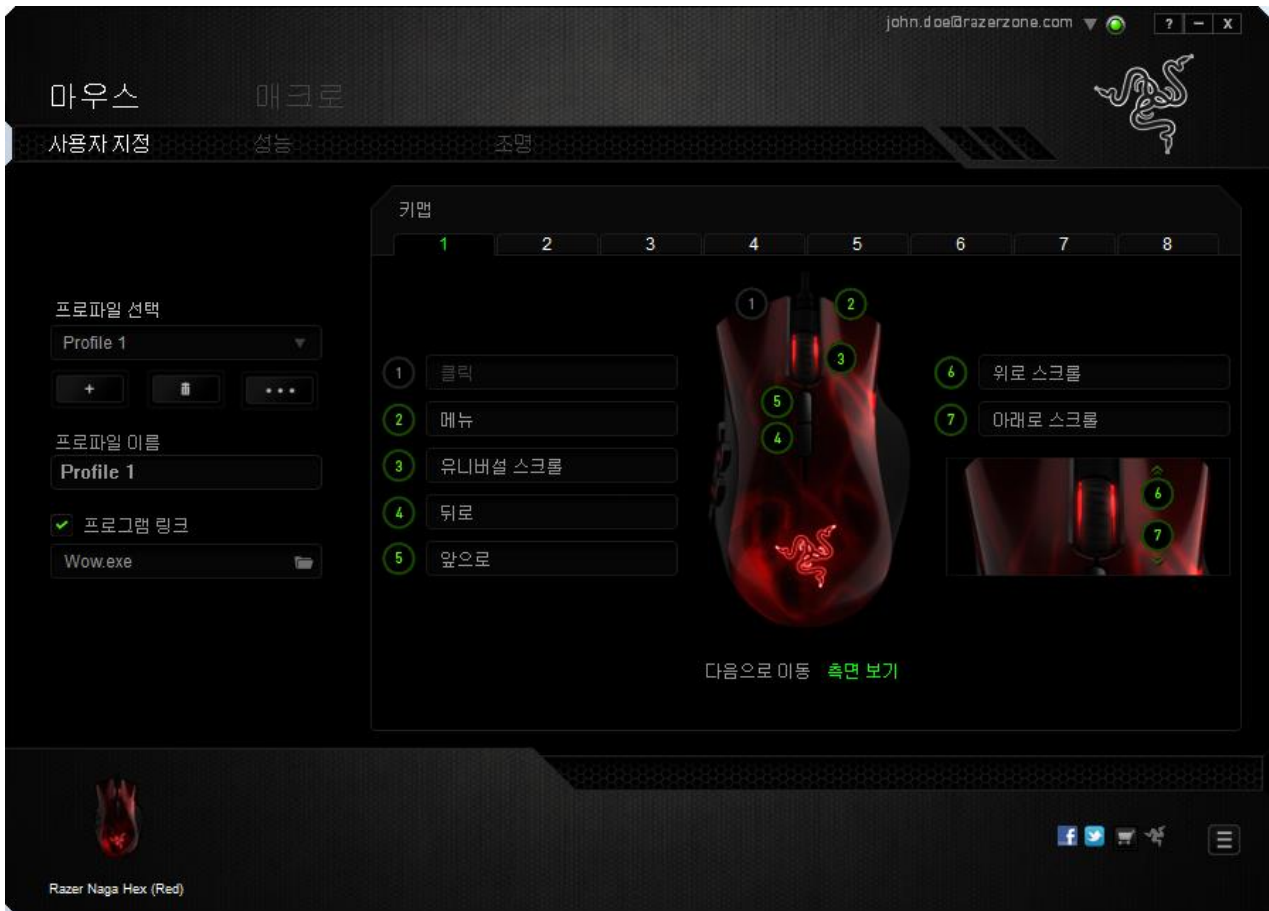 john.doe@razerzone.com
? – X
마우스 매크로
사용자 지정 성능 조명
키맵
1 2 3 4 5 6 7 8
프로파일 선택
Profile 1
+ •••
프로파일 이름
Profile 1
프로그램 링크
Wow.exe
1 클릭
2 메뉴
3 유니버설 스크롤
4 뒤로
5 앞으로
1 2
3
5
4
6 위로 스크롤
7 아래로 스크롤
6
7
다음으로 이동 측면 보기
Razer Naga Hex (Red)
f